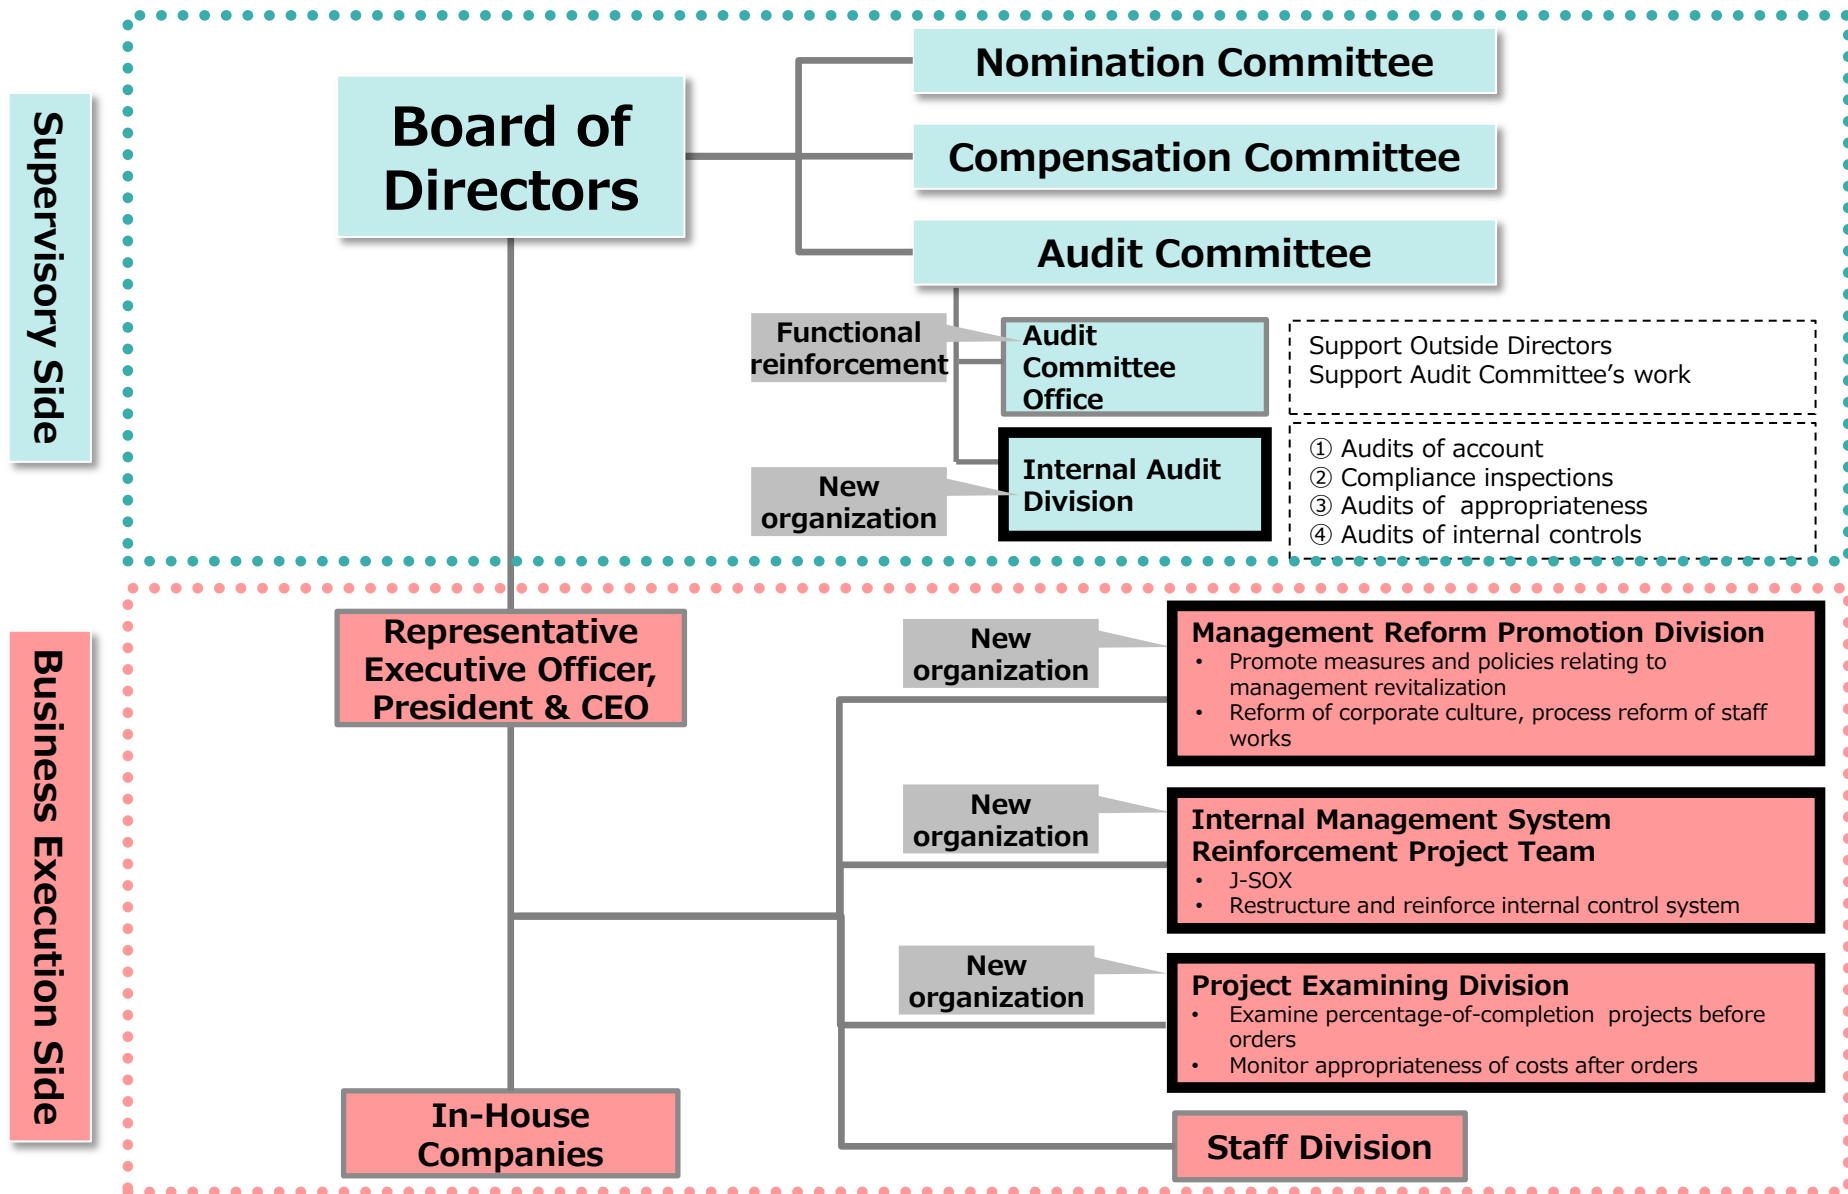 Supervisory Side
Board of
Directors
Nomination Committee
Compensation Committee
Audit Committee
Functional
reinforcement
Audit
Committee
Office
Support Outside Directors
Support Audit Committee’s work
New
organization
Internal Audit
Division
① Audits of account
② Compliance inspections
③ Audits of  appropriateness
④ Audits of internal controls
Business Execution Side
Representative
Executive Officer,
President & CEO
New
organization
Management Reform Promotion Division
• Promote measures and policies relating to
management revitalization
• Reform of corporate culture, process reform of staff
works
New
organization
Internal Management System
Reinforcement Project Team
• J-SOX
• Restructure and reinforce internal control system
New
organization
Project Examining Division
• Examine percentage-of-completion  projects before
orders
• Monitor appropriateness of costs after orders
In-House
Companies
Staff Division